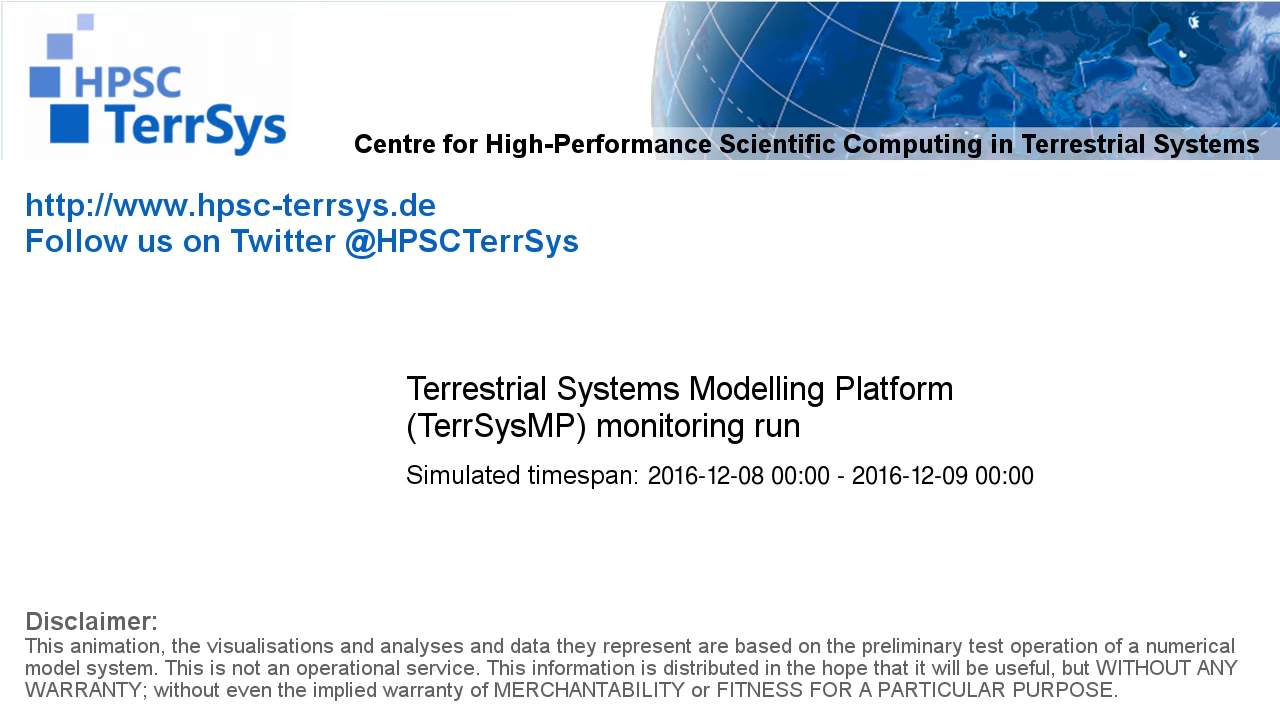 HPSC
TerrSys
Centre for High-Performance Scientific Computing in Terrestrial Systems
http://www.hpsc-terrsys.de
Follow us on Twitter @HPSCTerrSys
Terrestrial Systems Modelling Platform
(TerrSysMP) monitoring run
Simulated timespan: 2016-12-08 00:00 - 2016-12-09 00:00
Disclaimer:
This animation, the visualisations and analyses and data they represent are based on the preliminary test operation of a numerical
model system. This is not an operational service. This information is distributed in the hope that it will be useful, but WITHOUT ANY
WARRANTY; without even the implied warranty of MERCHANTABILITY or FITNESS FOR A PARTICULAR PURPOSE.